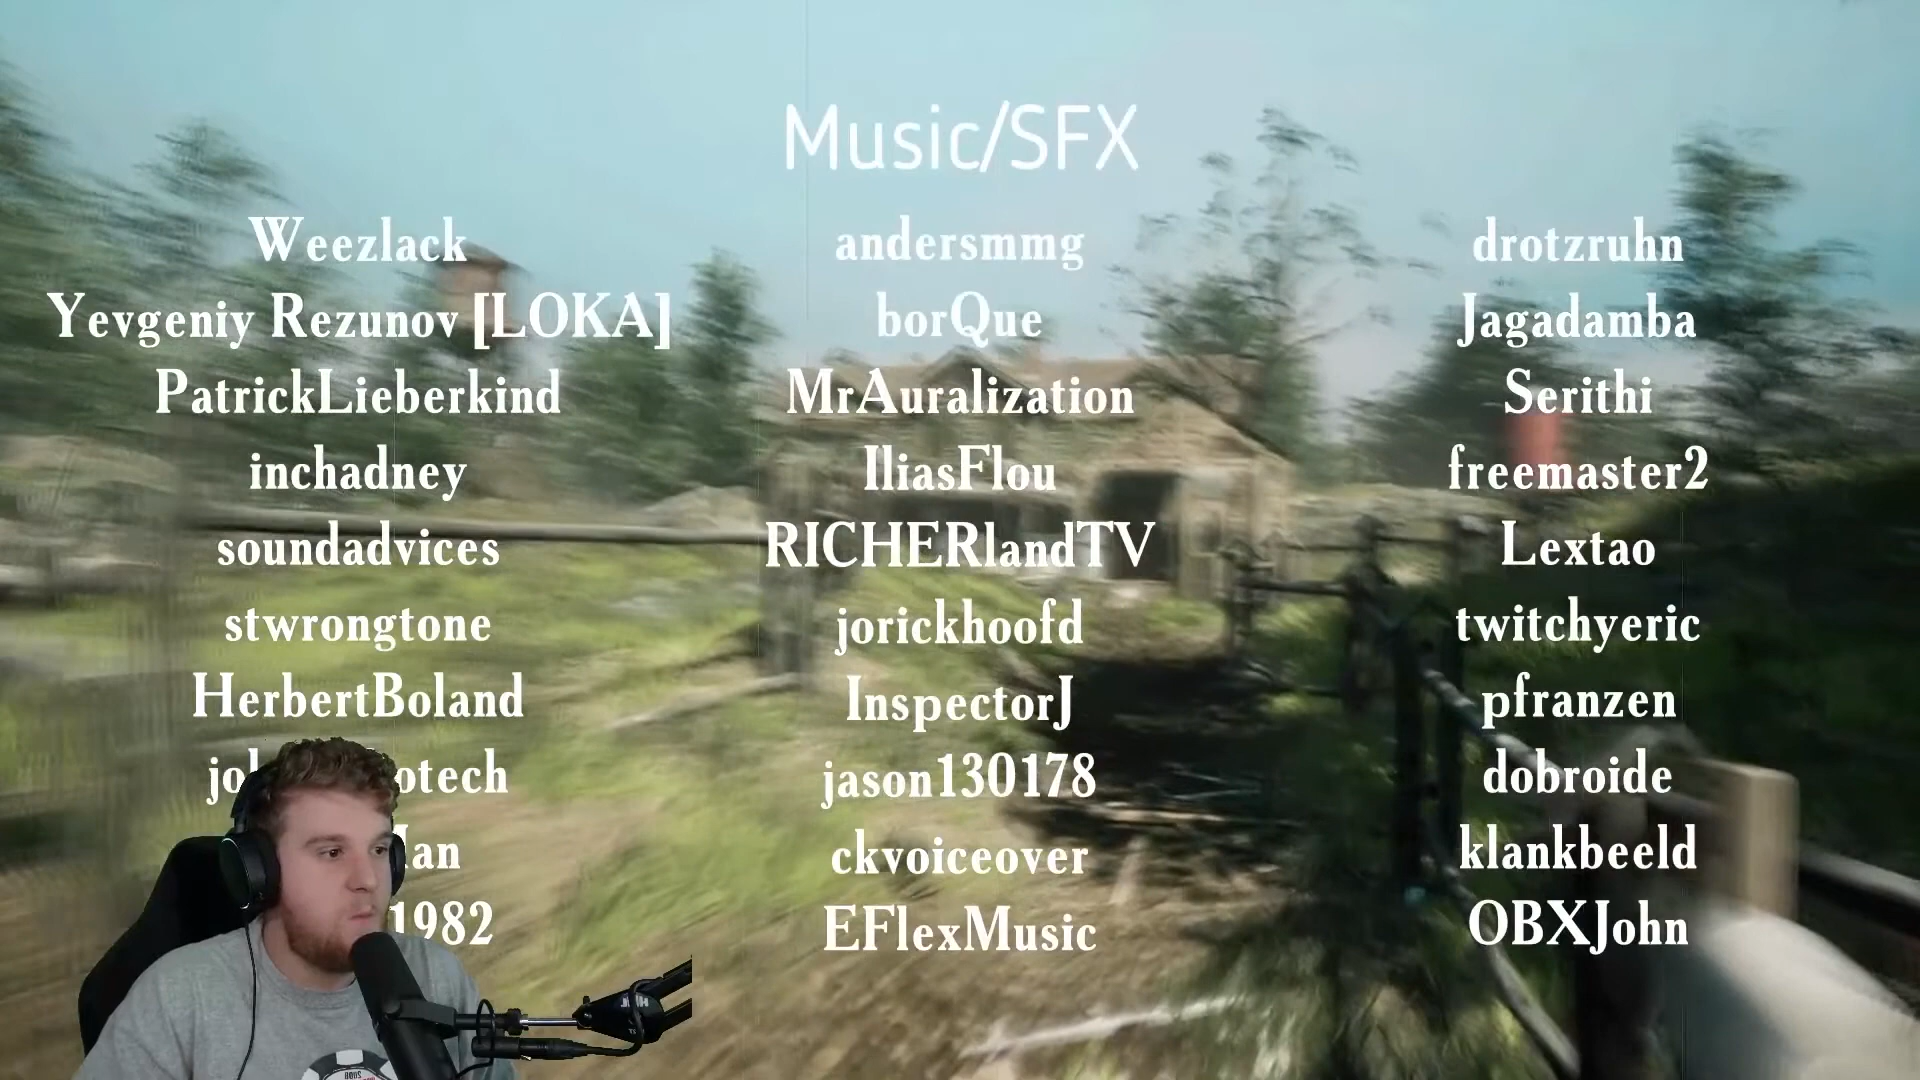 Music/SFX
Weezlack
Yevgeniy Rezunov [LOKA]
PatrickLieberkind
inchadney
soundadvices
stwrongtone
HerbertBoland
1982
andersmmg
borQue
MrAuralization
IliasFlou
RICHERlandTV
jorickhoofd
InspectorJ
jason130178
ckvoiceover
EFlexMusic
drotzruhn
Jagadamba
Serithi
freemaster2
Lextao
twitchyeric
pfranzen
dobroide
klankbeeld
OBXJohn